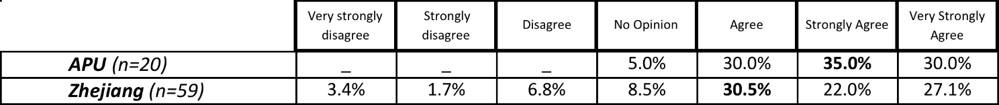 Very strongly disagree Strongly disagree Disagree No Opinion Agree Strongly Agree Very Strongly Agree
APU (n=20) _ _ _ 5.0% 30.0% 35.0% 30.0%
Zhejiang (n=59) 3.4% 1.7% 6.8% 8.5% 30.5% 22.0% 27.1%